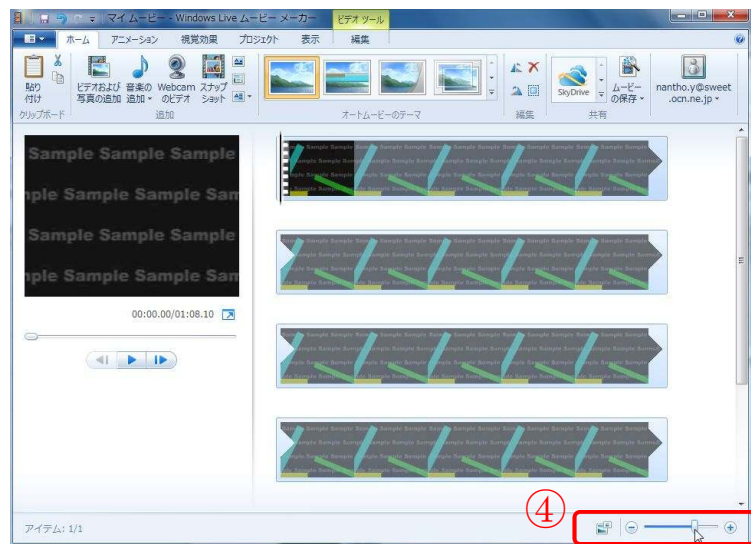 マイ ムービー - Windows Live ムービー メーカー
ビデオ ツール
ホーム アニメーション 視覚効果 プロジェクト 表示 編集
貼り付け
クリップボード
ビデオおよび写真の追加
音楽の追加
Webcam のビデオ
スナップショット
追加
オートムービーのテーマ
編集
SkyDrive
ムービーの保存
共有
nantho.y@sweet
.ocn.ne.jp
Sample Sample Sample
mple Sample Sample Sam
Sample Sample Sample
mple Sample Sample Sam
00:00.00/01:08.10
④
アイテム: 1/1